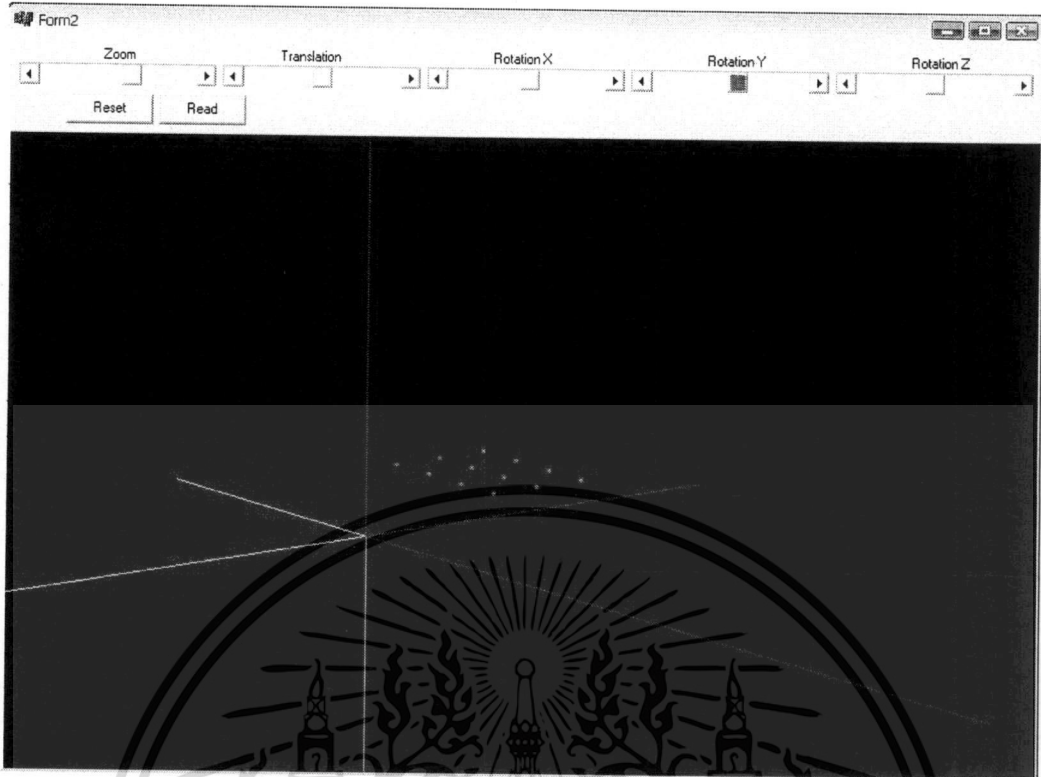 Form2
Zoom Translation Rotation X Rotation Y Rotation Z
Reset Read